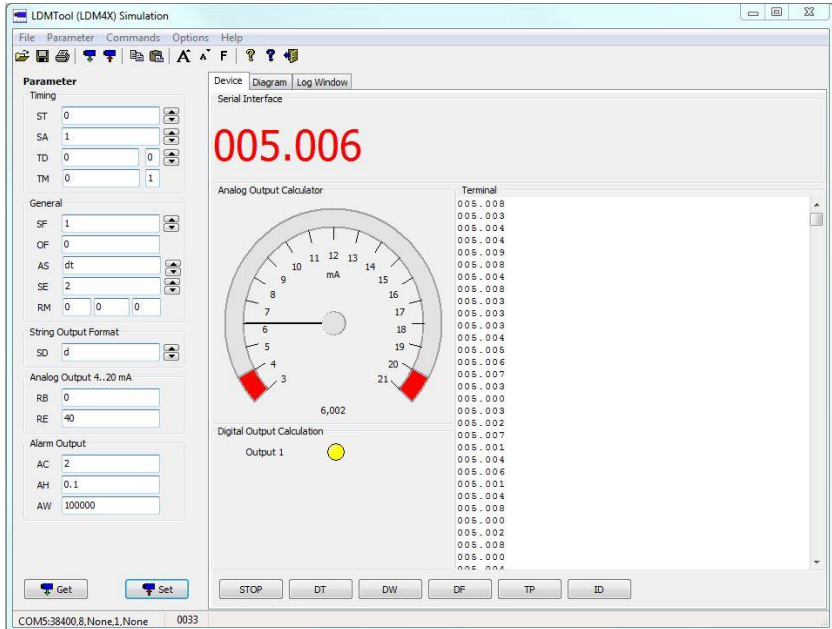 LDMTool (LDM4X) Simulation
File Parameter Commands Options Help
A A F ? ?
Parameter
Timing
ST 0
SA 1
TD 0 0
TM 0 1
General
SF 1
OF 0
AS dt
SE 2
RM 0 0 0
String Output Format
SD d
Analog Output 4..20 mA
RB 0
RE 40
Alarm Output
AC 2
AH 0.1
AW 100000
Get Set
Device Diagram Log Window
Serial Interface
005.006
Analog Output Calculator
3 4 5 6 7 8 9 10 11 12 13 14 15 16 17 18 19 20 21
mA
6,002
Digital Output Calculation
Output 1
Terminal
005.008
005.003
005.004
005.004
005.009
005.008
005.004
005.008
005.003
005.003
005.003
005.004
005.005
005.006
005.007
005.003
005.000
005.003
005.002
005.007
005.001
005.004
005.006
005.001
005.004
005.008
005.000
005.002
005.008
005.000
005.004
STOP DT DW DF TP ID
COM5:38400,8,None,1,None 0033